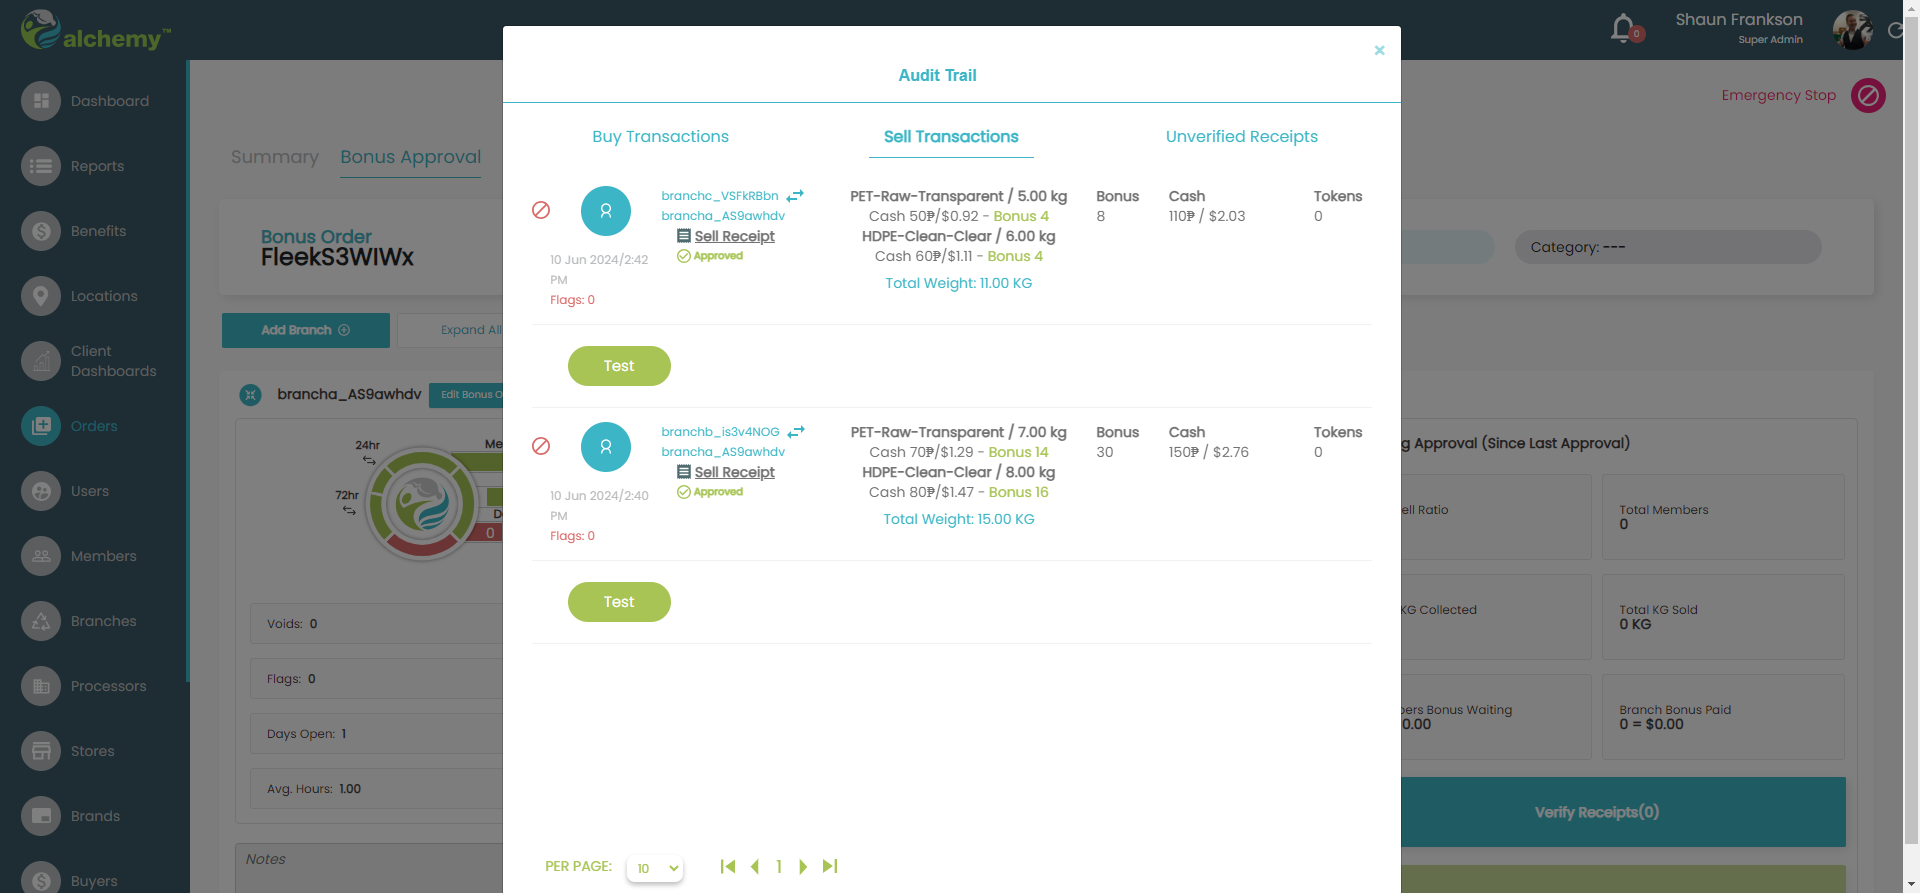 alchemy™
0
Shaun Frankson
Super Admin
Dashboard
Reports
Benefits
Locations
Client
Dashboards
Orders
Users
Members
Branches
Processors
Stores
Brands
Buyers
Emergency Stop
Summary
Bonus Approval
Bonus Order
FleekS3WIWx
Category: ---
Add Branch
Expand All
brancha_AS9awhdv
Edit Bonus O
24hr
72hr
Me
D
0
Voids: 0
Flags: 0
Days Open: 1
Avg. Hours: 1.00
Notes
Audit Trail
×
Buy Transactions
Sell Transactions
Unverified Receipts
branchc_VSFkRBbn
brancha_AS9awhdv
Sell Receipt
Approved
10 Jun 2024/2:42
PM
Flags: 0
PET-Raw-Transparent / 5.00 kg
Cash 50₱/$0.92 - Bonus 4
HDPE-Clean-Clear / 6.00 kg
Cash 60₱/$1.11 - Bonus 4
Total Weight: 11.00 KG
Bonus
8
Cash
110₱ / $2.03
Tokens
0
Test
branchb_is3v4NOG
brancha_AS9awhdv
Sell Receipt
Approved
10 Jun 2024/2:40
PM
Flags: 0
PET-Raw-Transparent / 7.00 kg
Cash 70₱/$1.29 - Bonus 14
HDPE-Clean-Clear / 8.00 kg
Cash 80₱/$1.47 - Bonus 16
Total Weight: 15.00 KG
Bonus
30
Cash
150₱ / $2.76
Tokens
0
Test
PER PAGE:
10
1
g Approval (Since Last Approval)
ell Ratio
Total Members
0
KG Collected
Total KG Sold
0 KG
bers Bonus Waiting
0.00
Branch Bonus Paid
0 = $0.00
Verify Receipts(0)